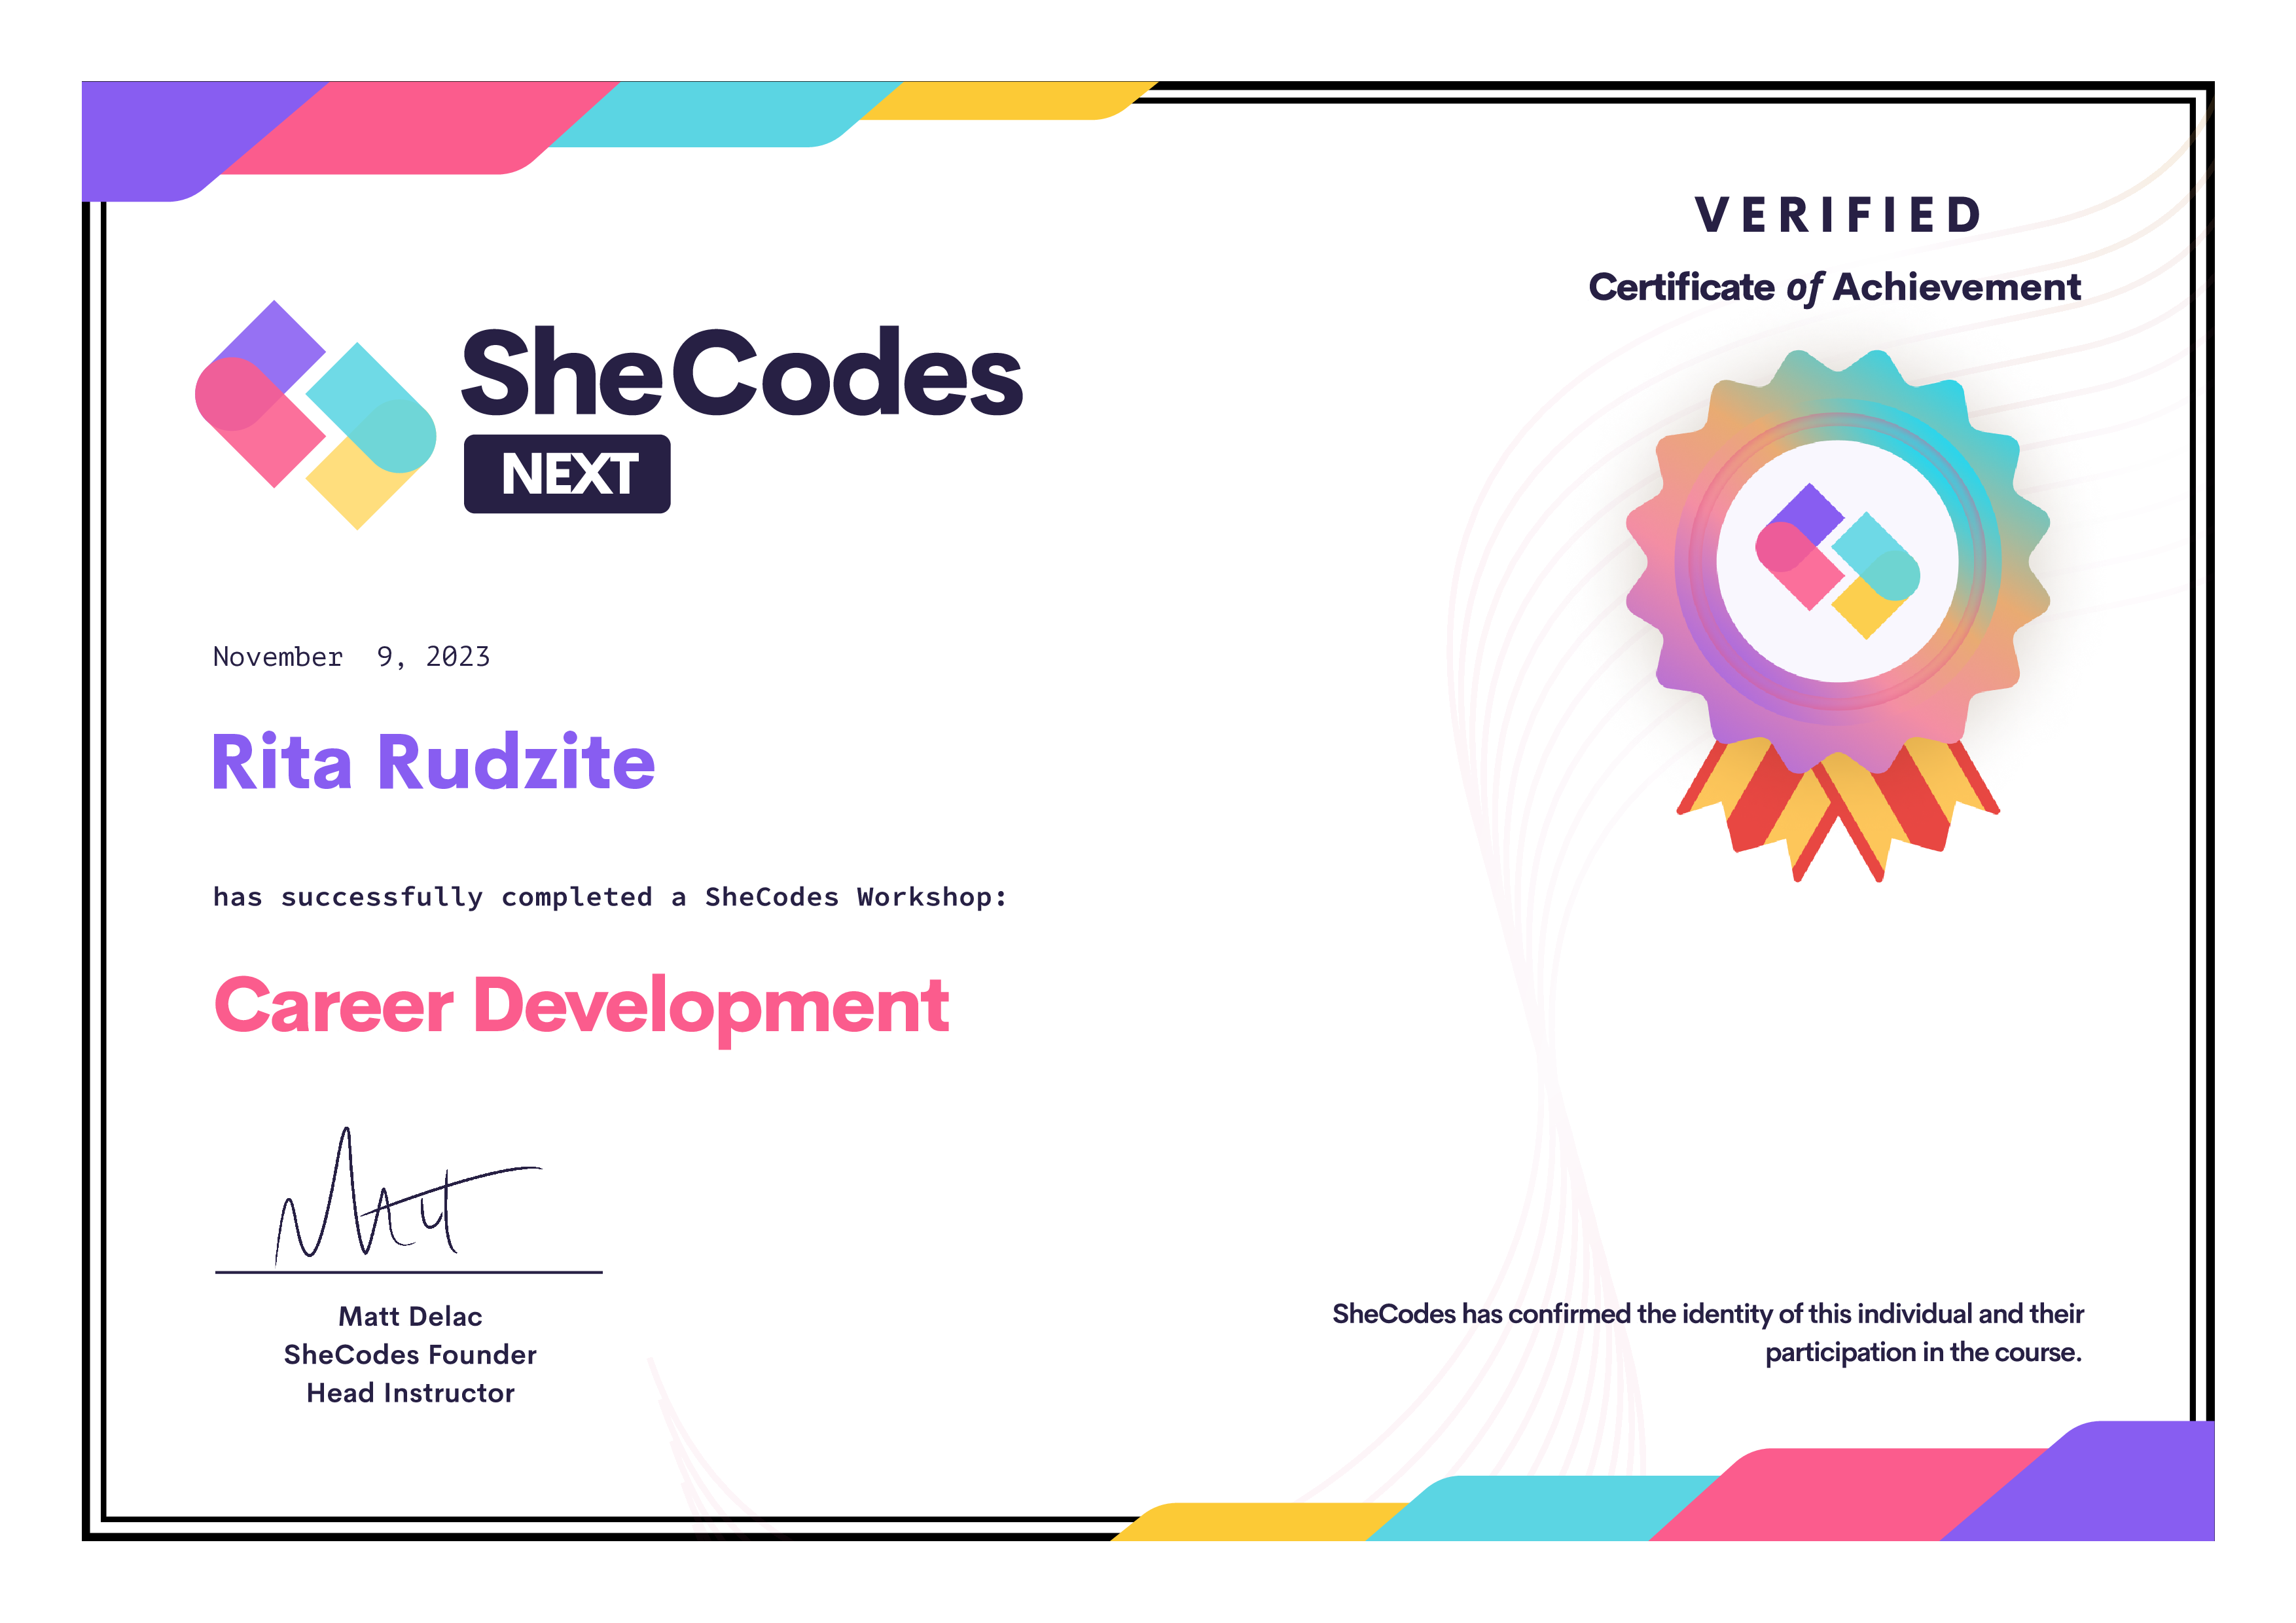 VERIFIED
Certificate of Achievement
SheCodes
NEXT
November 9, 2023
Rita Rudzite
has successfully completed a SheCodes Workshop:
Career Development
Matt
Matt Delac
SheCodes Founder
Head Instructor
SheCodes has confirmed the identity of this individual and their
participation in the course.